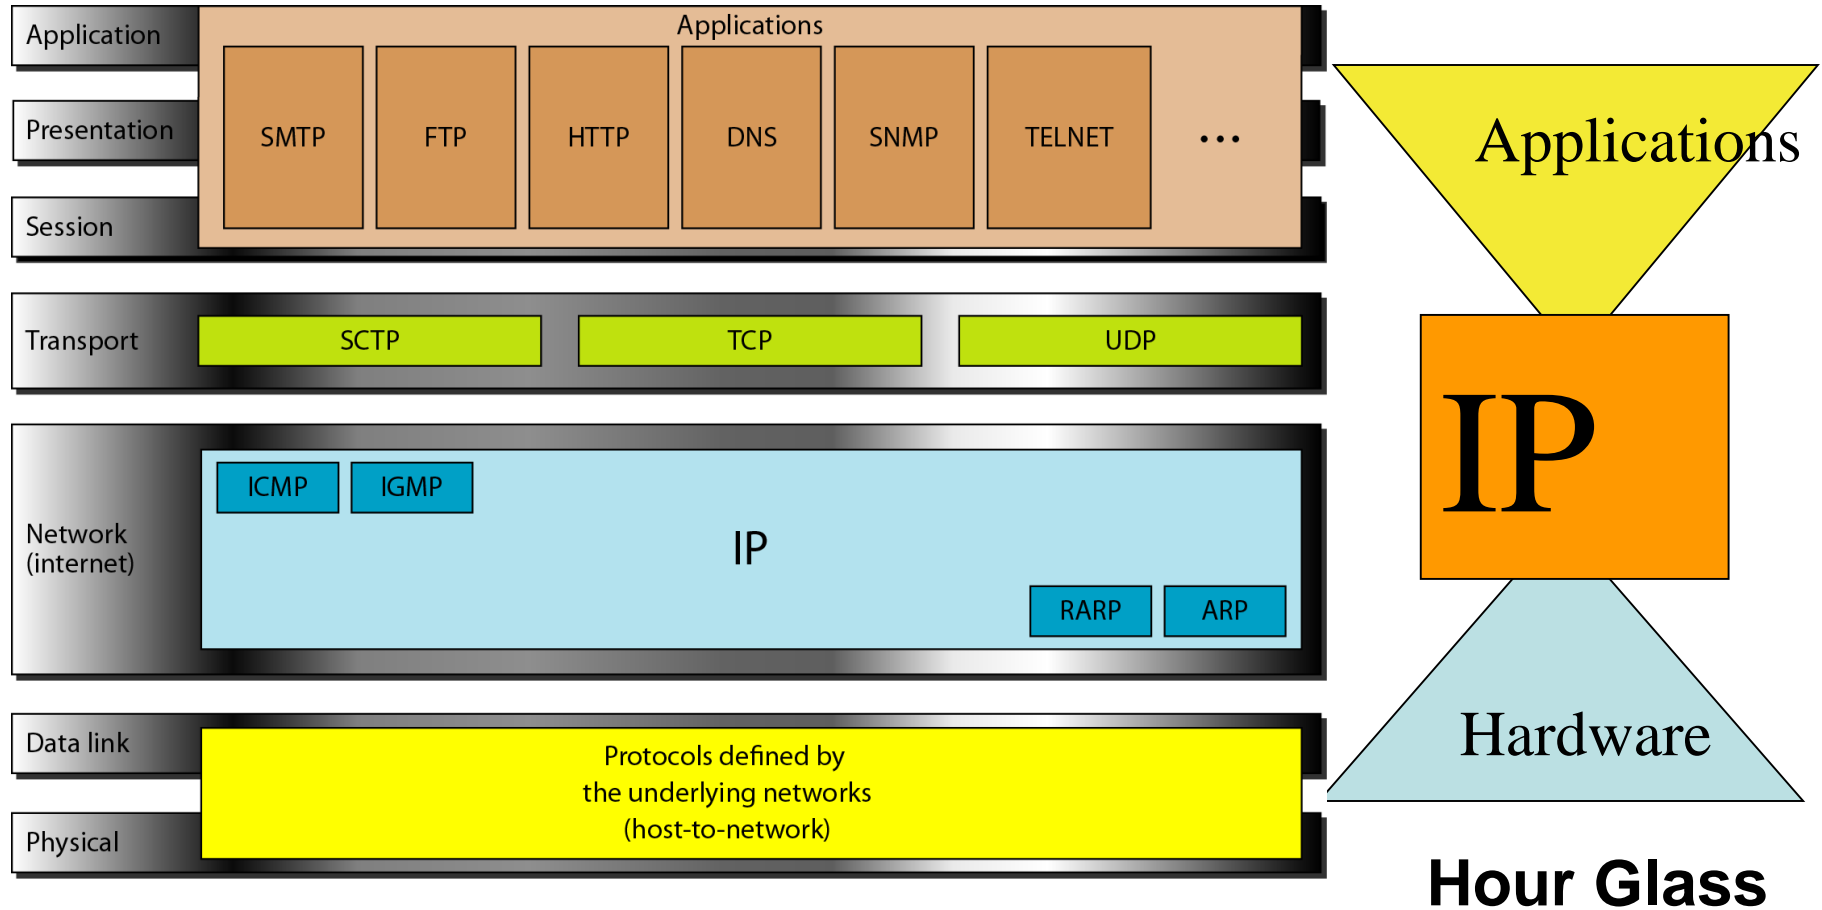 Application
Applications
Presentation
SMTP
FTP
HTTP
DNS
SNMP
TELNET
...
Session
Transport
SCTP
TCP
UDP
Network
(internet)
ICMP
IGMP
IP
RARP
ARP
Data link
Protocols defined by
the underlying networks
(host-to-network)
Physical
Applications
IP
Hardware
Hour Glass